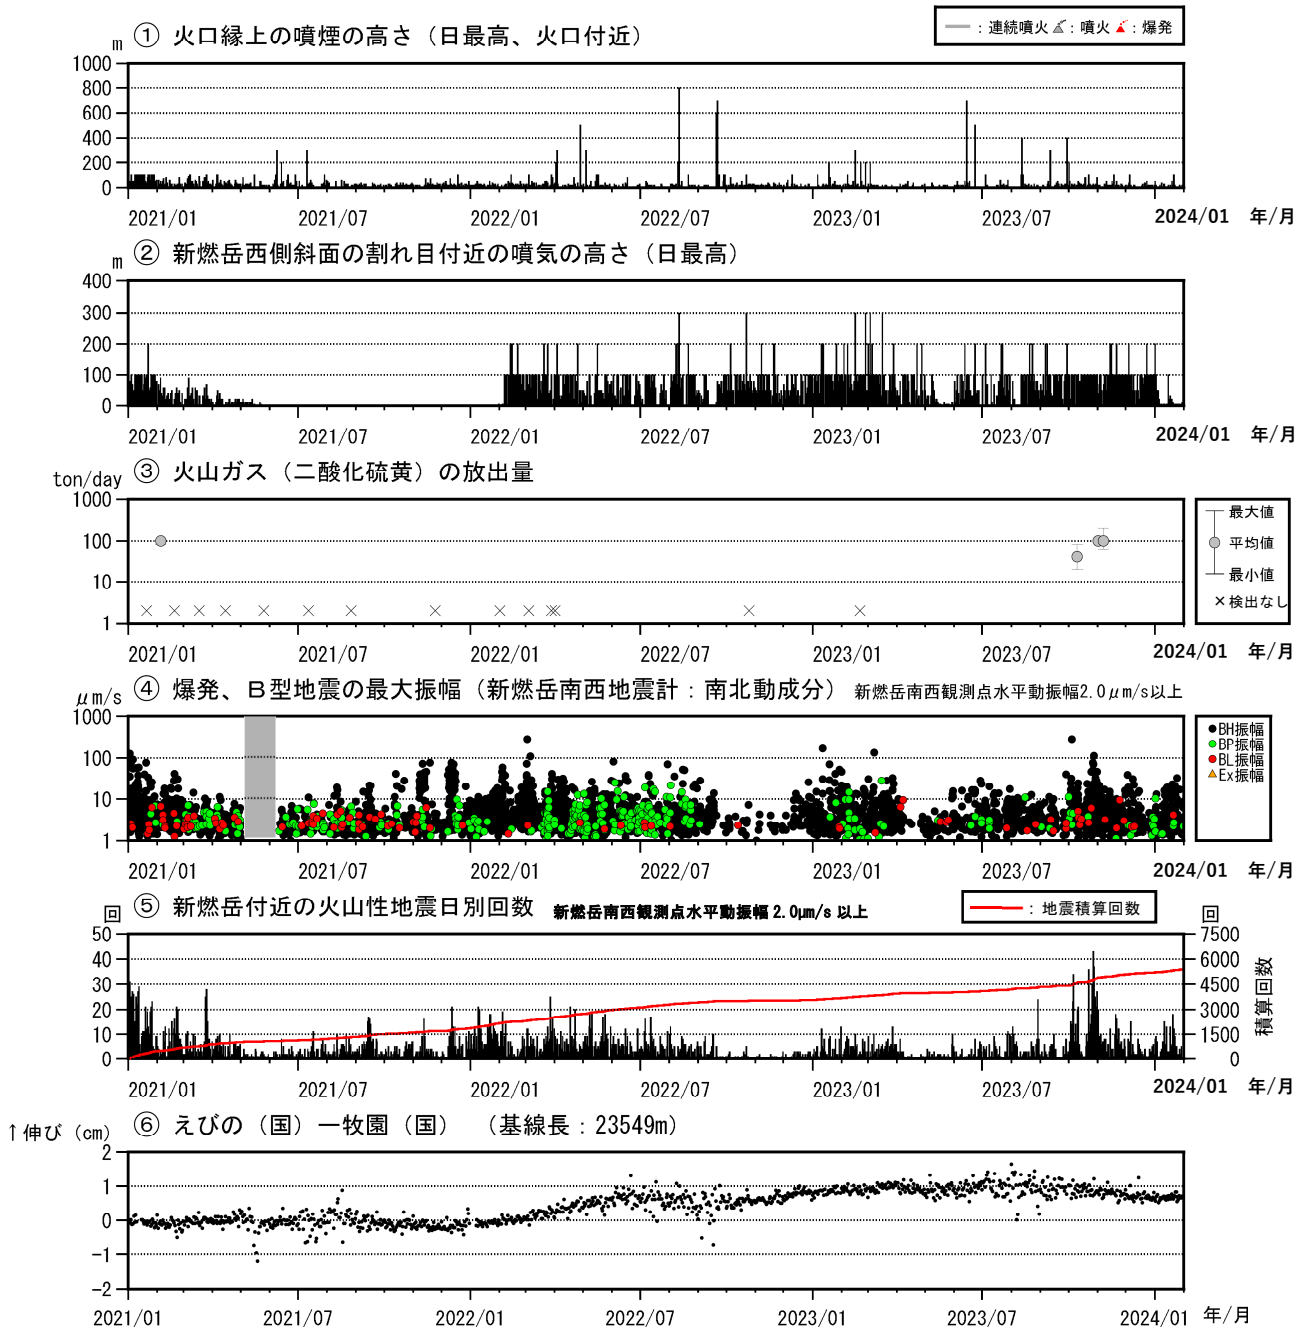 ① 火口縁上の噴煙の高さ（日最高、火口付近）
：連続噴火 ：噴火 ：爆発
m
1000
800
600
400
200
0
2021/01 2021/07 2022/01 2022/07 2023/01 2023/07 2024/01 年/月
② 新燃岳西側斜面の割れ目付近の噴気の高さ（日最高）
m
400
300
200
100
0
2021/01 2021/07 2022/01 2022/07 2023/01 2023/07 2024/01 年/月
③ 火山ガス（二酸化硫黄）の放出量
ton/day
1000
100
10
1
最大値
平均値
最小値
×検出なし
2021/01 2021/07 2022/01 2022/07 2023/01 2023/07 2024/01 年/月
④ 爆発、Ｂ型地震の最大振幅（新燃岳南西地震計：南北動成分） 新燃岳南西観測点水平動振幅2.0μm/s以上
μm/s
1000
100
10
1
BH振幅
BP振幅
BL振幅
Ex振幅
2021/01 2021/07 2022/01 2022/07 2023/01 2023/07 2024/01 年/月
⑤ 新燃岳付近の火山性地震日別回数 新燃岳南西観測点水平動振幅 2.0μm/s 以上
：地震積算回数
回 回
50 7500
40 6000
30 4500
20 3000
10 1500
0 0
積算回数
2021/01 2021/07 2022/01 2022/07 2023/01 2023/07 2024/01 年/月
⑥ えびの（国）ー牧園（国） （基線長：23549m）
↑伸び（cm）
2
1
0
-1
-2
2021/01 2021/07 2022/01 2022/07 2023/01 2023/07 2024/01 年/月